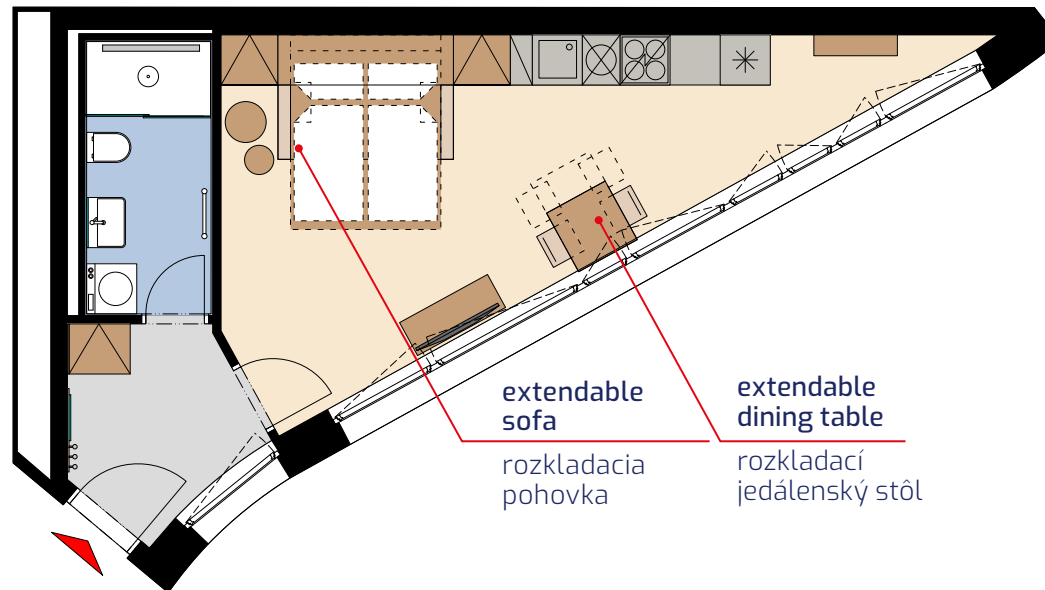 extendable
sofa
rozkladacia
pohovka
extendable
dining table
rozkladací
jedálenský stôl